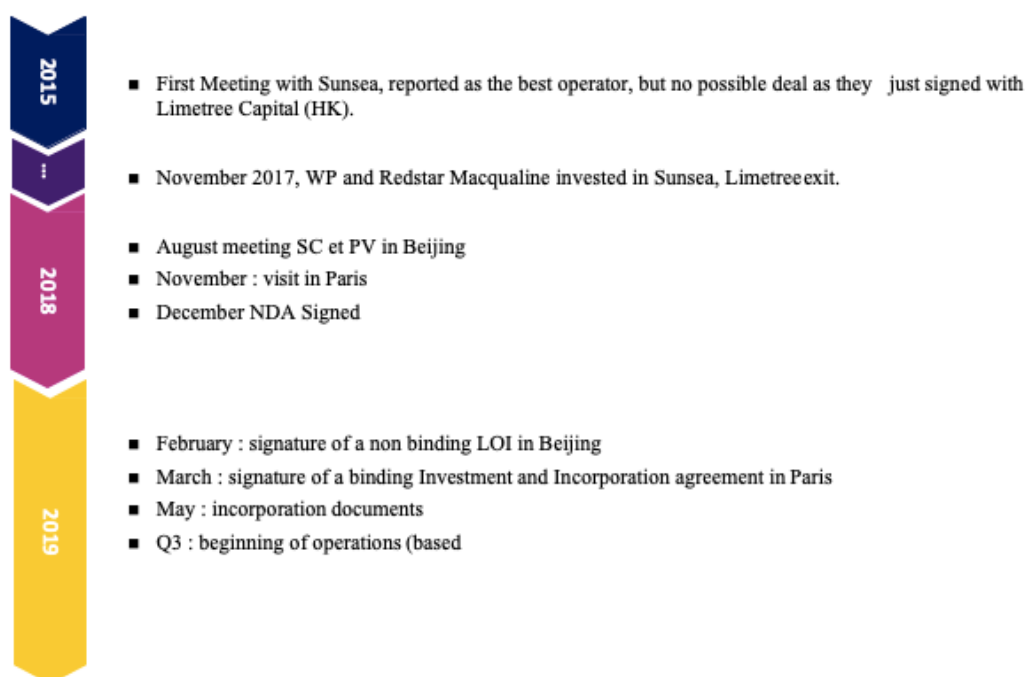 2015
■ First Meeting with Sunsea, reported as the best operator, but no possible deal as they just signed with
Limetree Capital (HK).
...
■ November 2017, WP and Redstar Macqualine invested in Sunsea, Limetree exit.
2018
■ August meeting SC et PV in Beijing
■ November : visit in Paris
■ December NDA Signed
2019
■ February : signature of a non binding LOI in Beijing
■ March : signature of a binding Investment and Incorporation agreement in Paris
■ May : incorporation documents
■ Q3 : beginning of operations (based